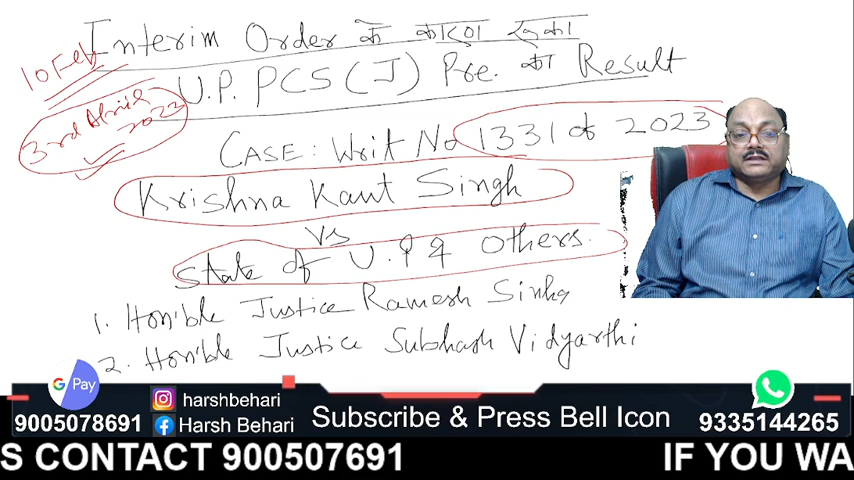 Interim Order के कारण रुका
10 Feb
U.P. PCS (J) Pre. का Result
3rd
2022
CASE: Writ No 1331 of 2023
Krishna Kant Singh
Vs
State of U.P & Others.
1. Hon'ble Justice Ramesh Sinha
2. Hon'ble Justice Subhash Vidyarthi
G Pay
harshbehari
9005078691
Harsh Behari
Subscribe & Press Bell Icon
9335144265
S CONTACT 900507691 IF YOU WA